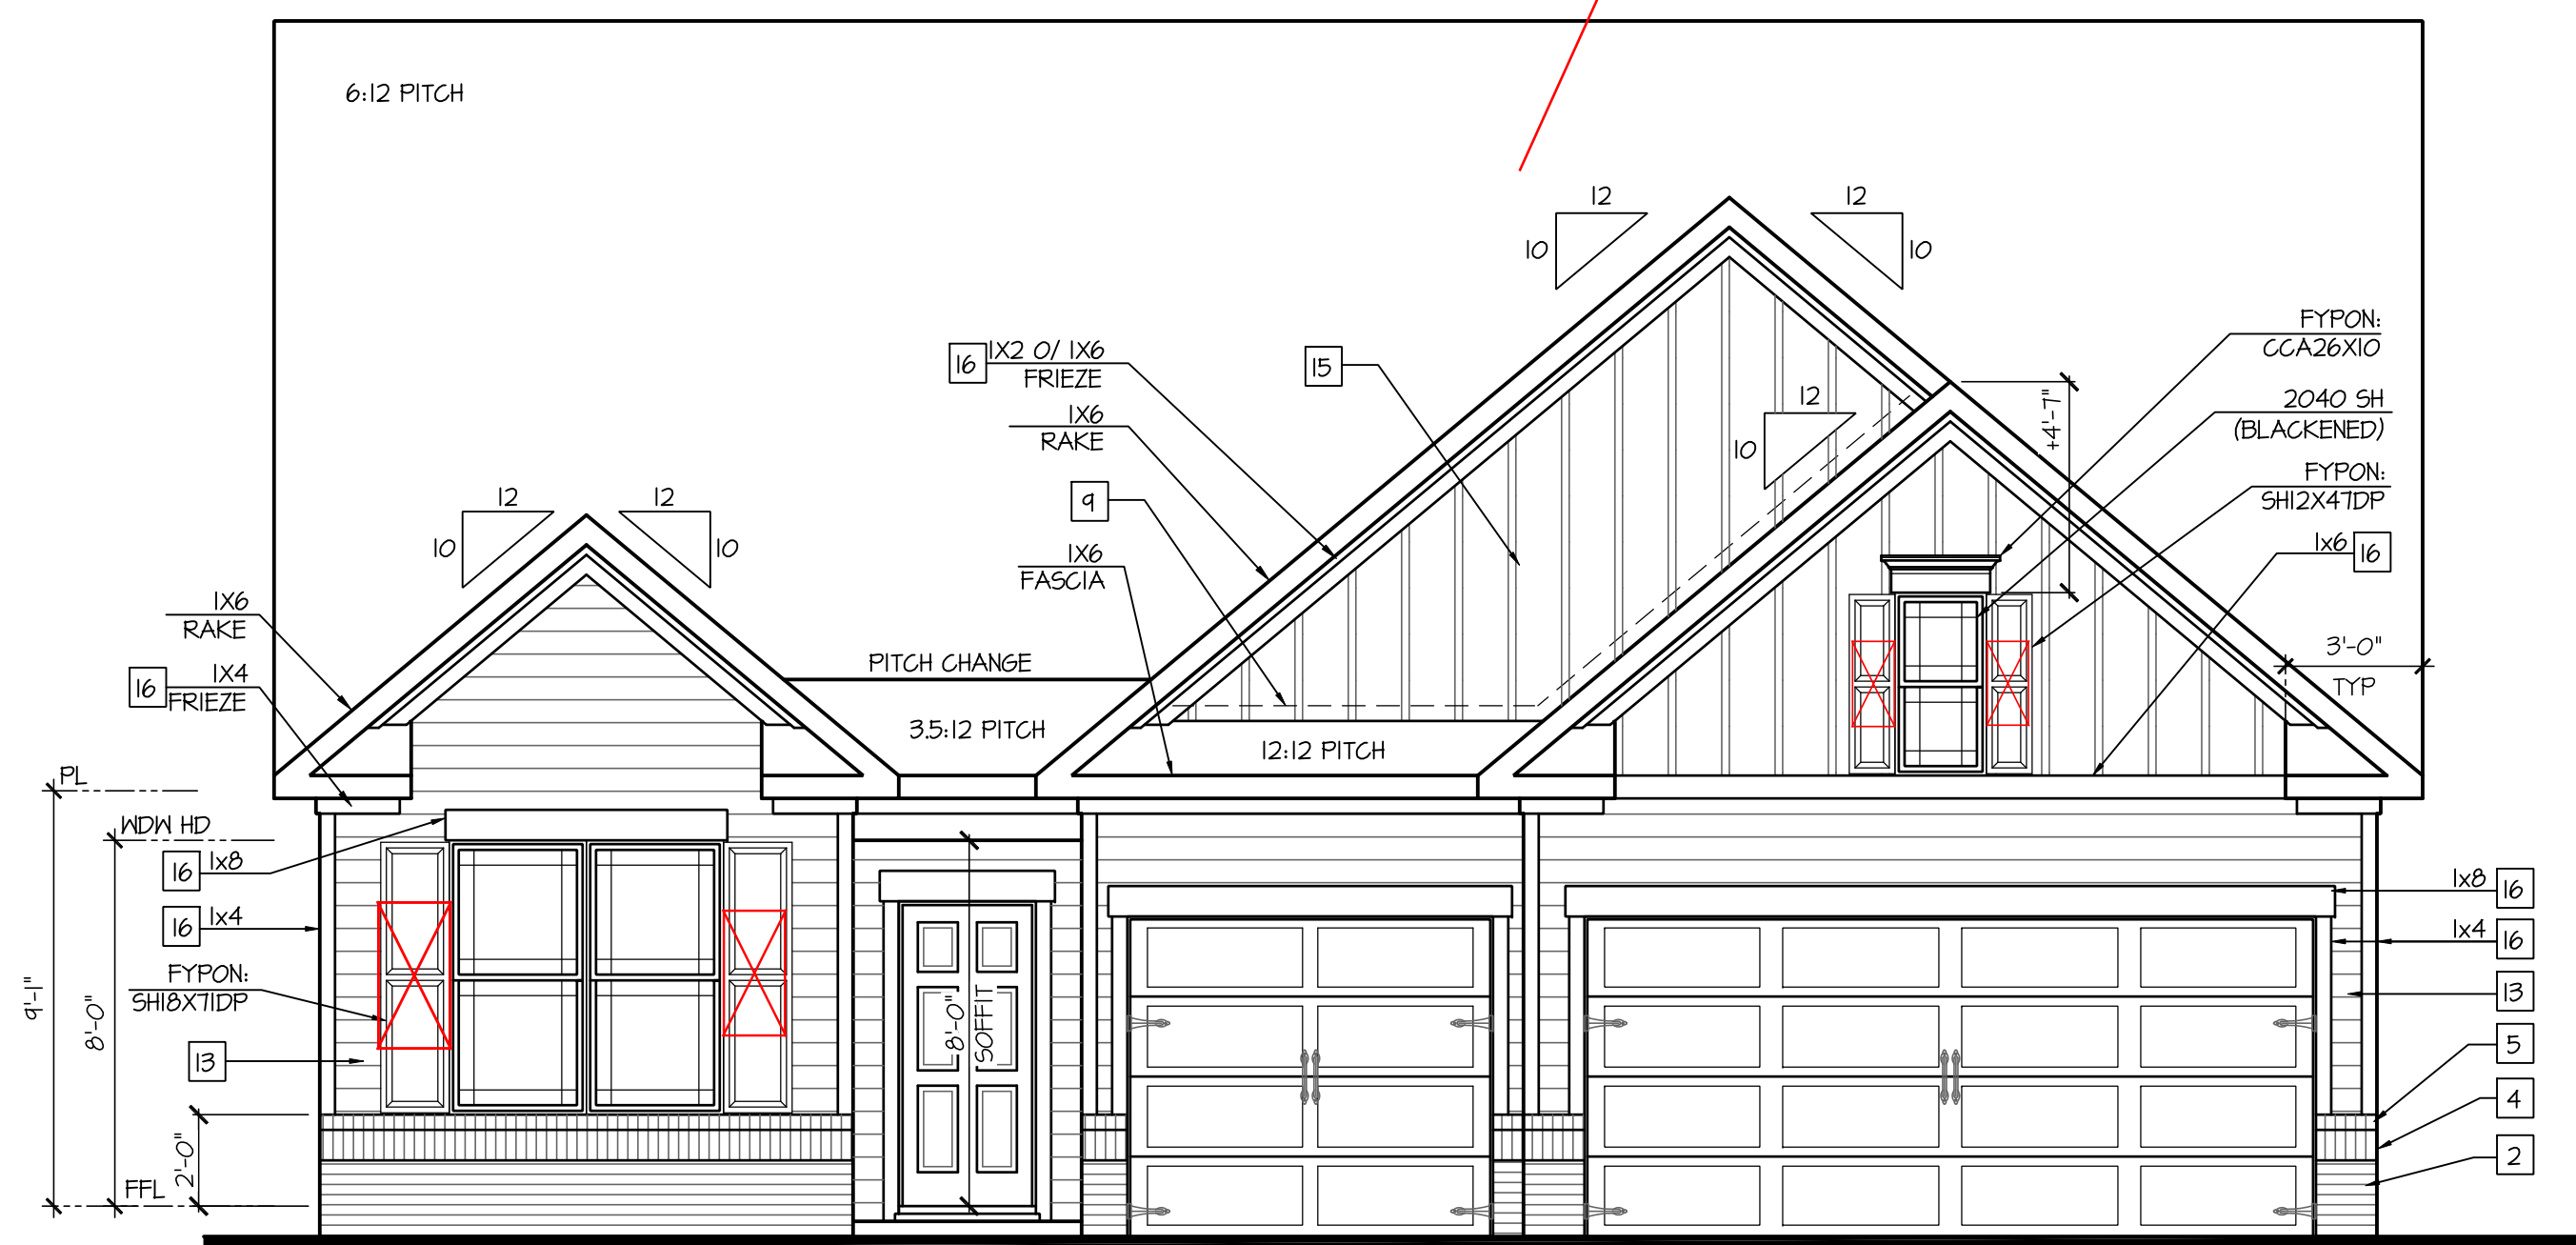 6:12 PITCH
12
12
10
10
FYPON:
CCA26X10
16
1X2 O/ 1X6
FRIEZE
15
12
10
2040 SH
(BLACKENED)
+4'-7"
1X6
RAKE
FYPON:
SH12X47DP
9
12
12
10
10
1X6
FASCIA
1x6
16
1X6
RAKE
3'-0"
TYP
PITCH CHANGE
16
1X4
FRIEZE
3.5:12 PITCH
12:12 PITCH
PL
WDW HD
16
1x8
1x8
16
16
1x4
1x4
16
FYPON:
SH18X71DP
13
9'-1"
8'-0"
8'-0"
SOFFIT
13
5
4
2'-0"
2
FFL